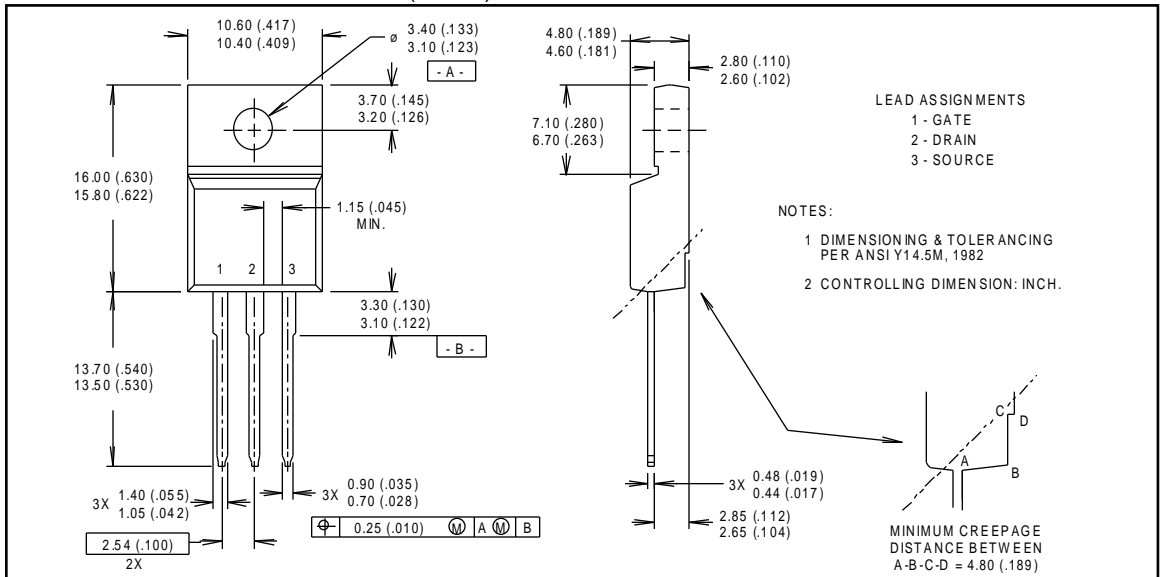 10.60 (.417)
10.40 (.409)
ø 3.40 (.133)
3.10 (.123)
- A -
3.70 (.145)
3.20 (.126)
16.00 (.630)
15.80 (.622)
1.15 (.045)
MIN.
1 2 3
3.30 (.130)
3.10 (.122)
- B -
13.70 (.540)
13.50 (.530)
3X 1.40 (.055)
1.05 (.042)
3X 0.90 (.035)
0.70 (.028)
0.25 (.010) M A M B
2.54 (.100)
2X
4.80 (.189)
4.60 (.181)
2.80 (.110)
2.60 (.102)
7.10 (.280)
6.70 (.263)
3X 0.48 (.019)
0.44 (.017)
2.85 (.112)
2.65 (.104)
LEAD ASSIGNMENTS
1 - GATE
2 - DRAIN
3 - SOURCE
NOTES:
1 DIMENSIONING & TOLERANCING
PER ANSI Y14.5M, 1982
2 CONTROLLING DIMENSION: INCH.
C
D
A
B
MINIMUM CREEPAGE
DISTANCE BETWEEN
A-B-C-D = 4.80 (.189)